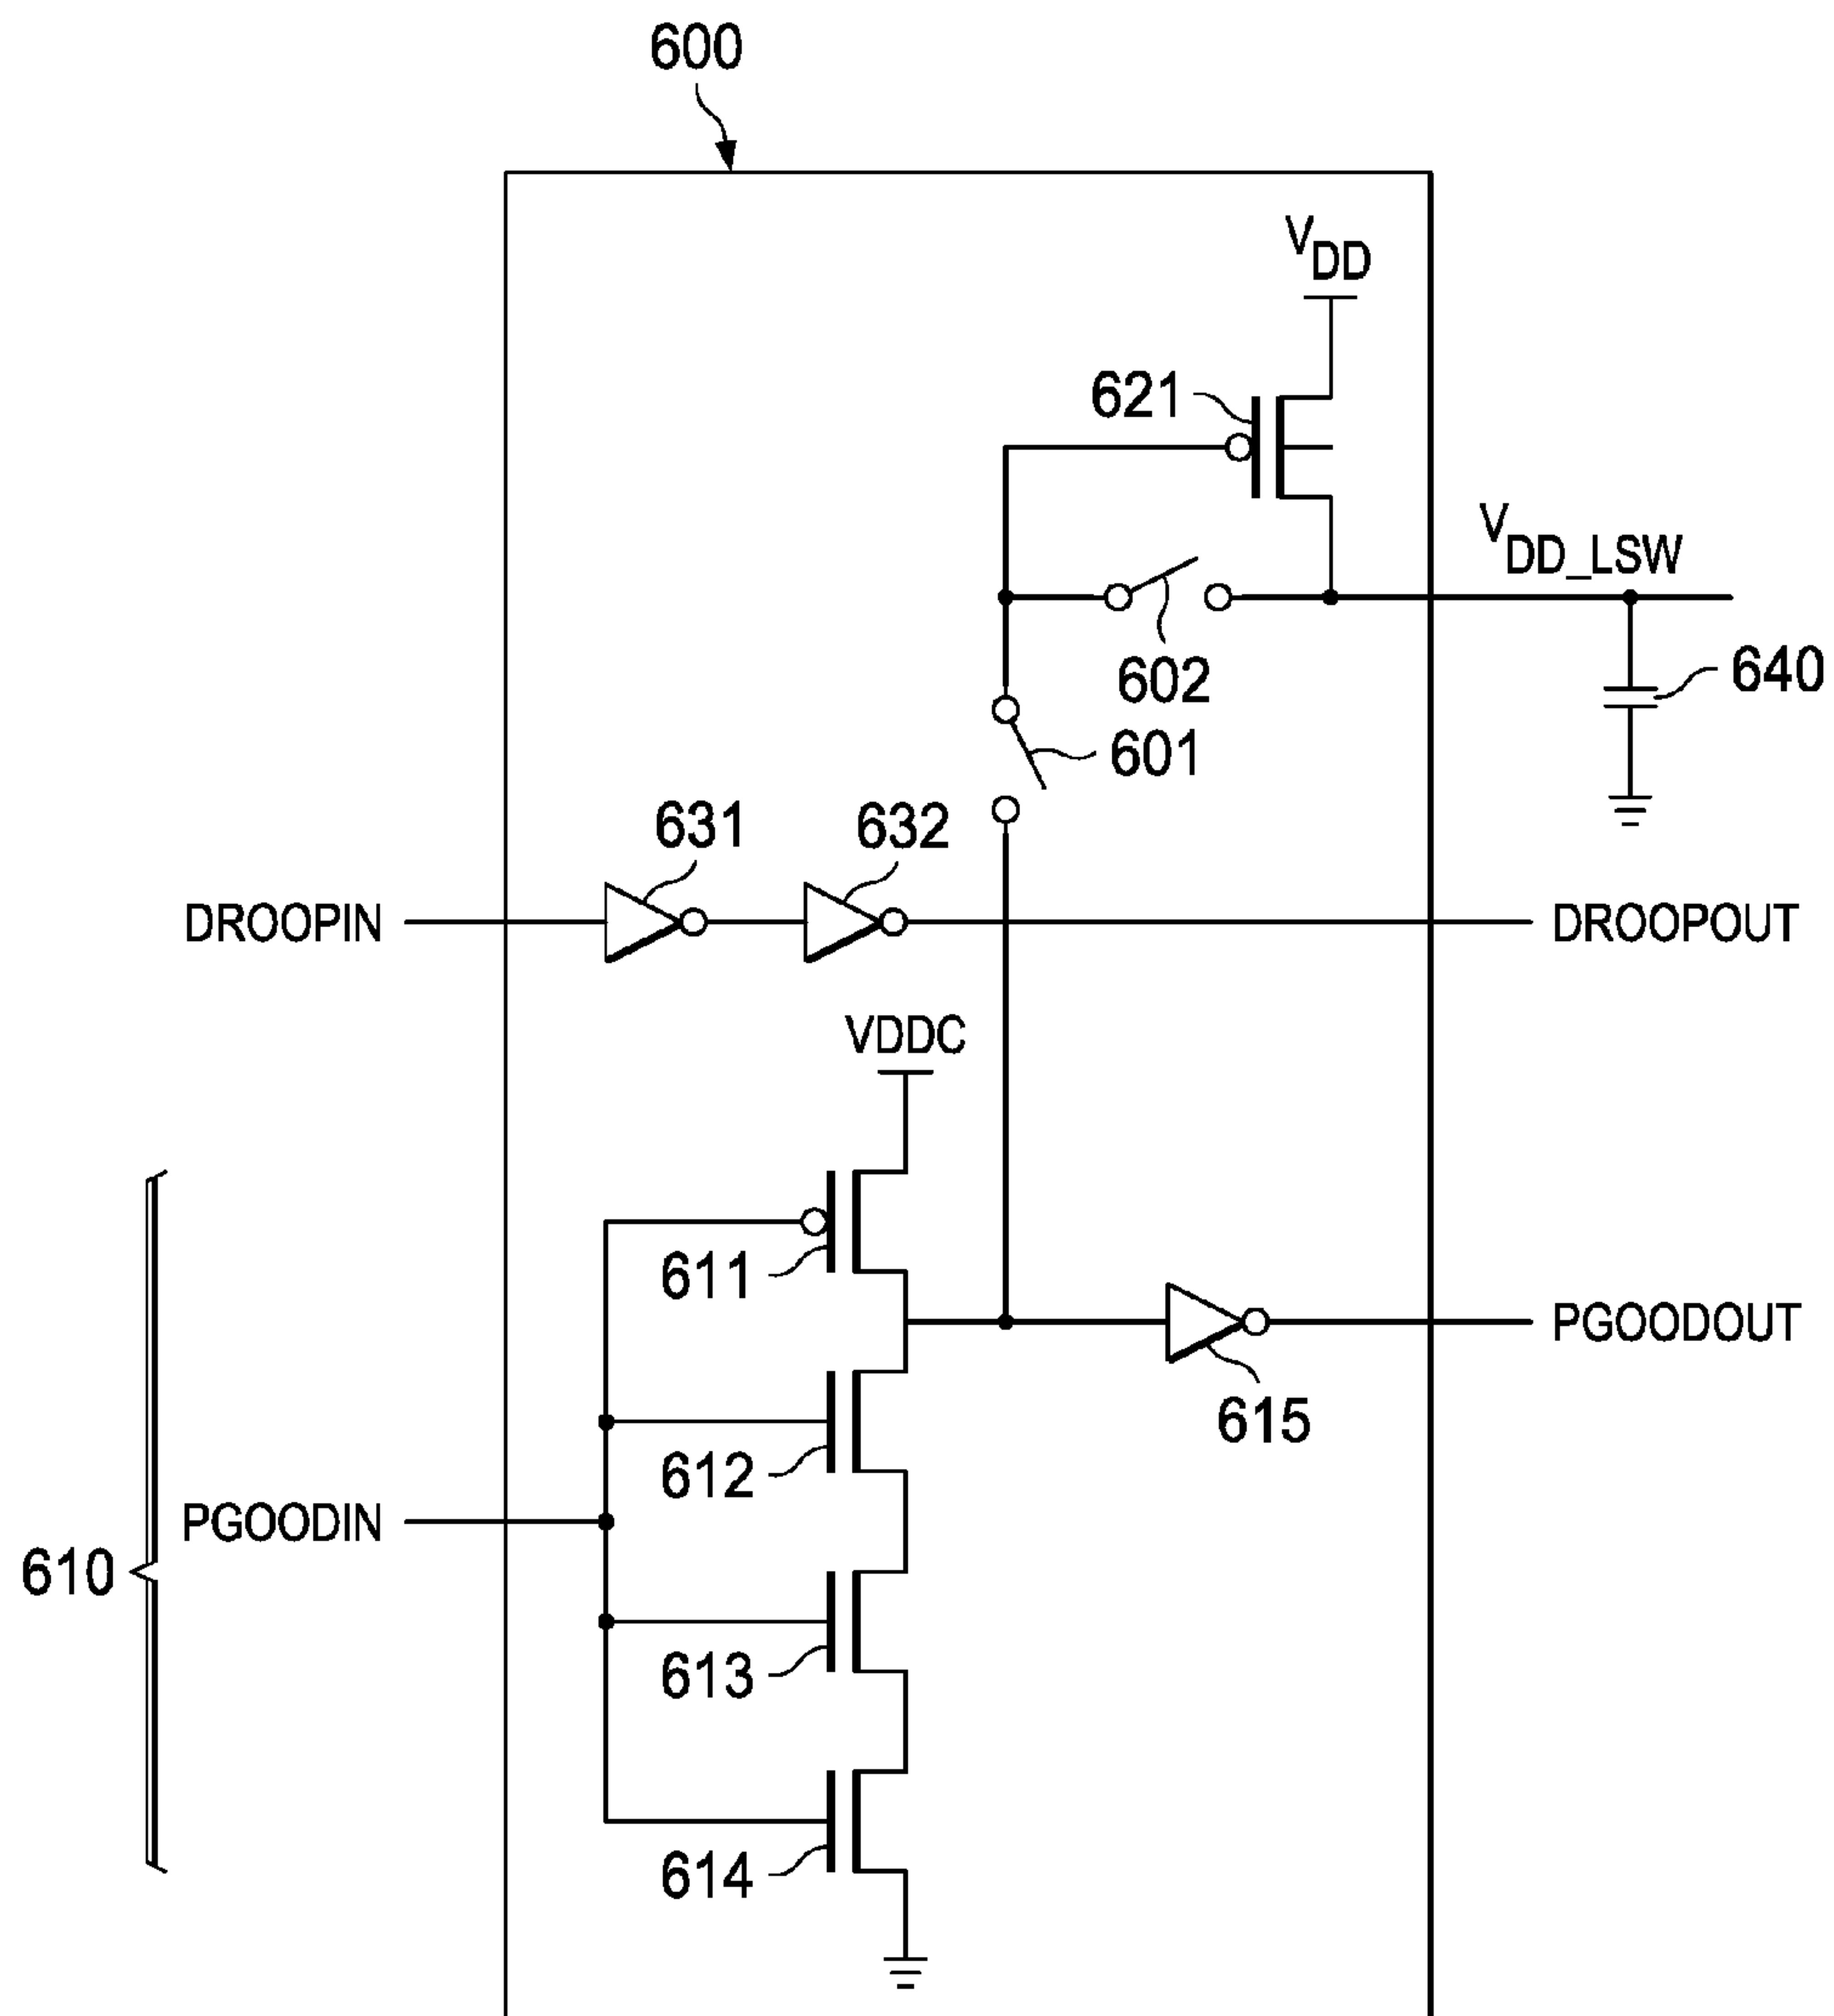 600
VDD
621
VDD_LSW
602
640
601
631
632
DROOPIN
DROOPOUT
VDDC
611
PGOODOUT
615
612
PGOODIN
610
613
614